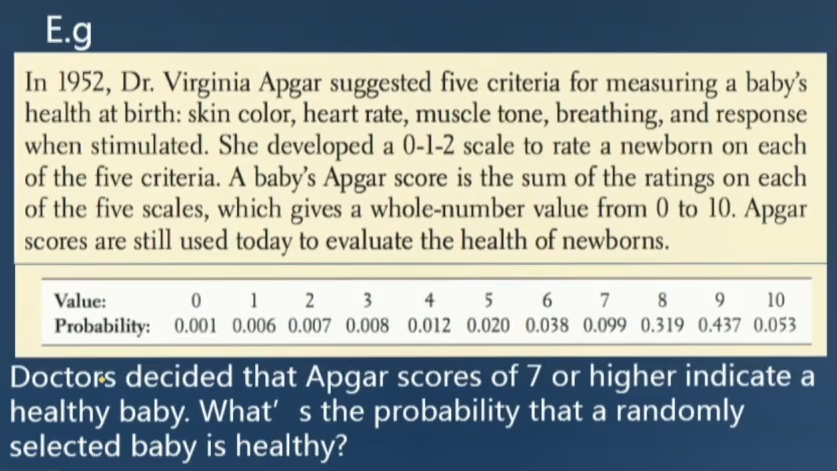 E.g
In 1952, Dr. Virginia Apgar suggested five criteria for measuring a baby's
health at birth: skin color, heart rate, muscle tone, breathing, and response
when stimulated. She developed a 0-1-2 scale to rate a newborn on each
of the five criteria. A baby's Apgar score is the sum of the ratings on each
of the five scales, which gives a whole-number value from 0 to 10. Apgar
scores are still used today to evaluate the health of newborns.
Value: 0 1 2 3 4 5 6 7 8 9 10
Probability: 0.001 0.006 0.007 0.008 0.012 0.020 0.038 0.099 0.319 0.437 0.053
Doctors decided that Apgar scores of 7 or higher indicate a
healthy baby. What' s the probability that a randomly
selected baby is healthy?